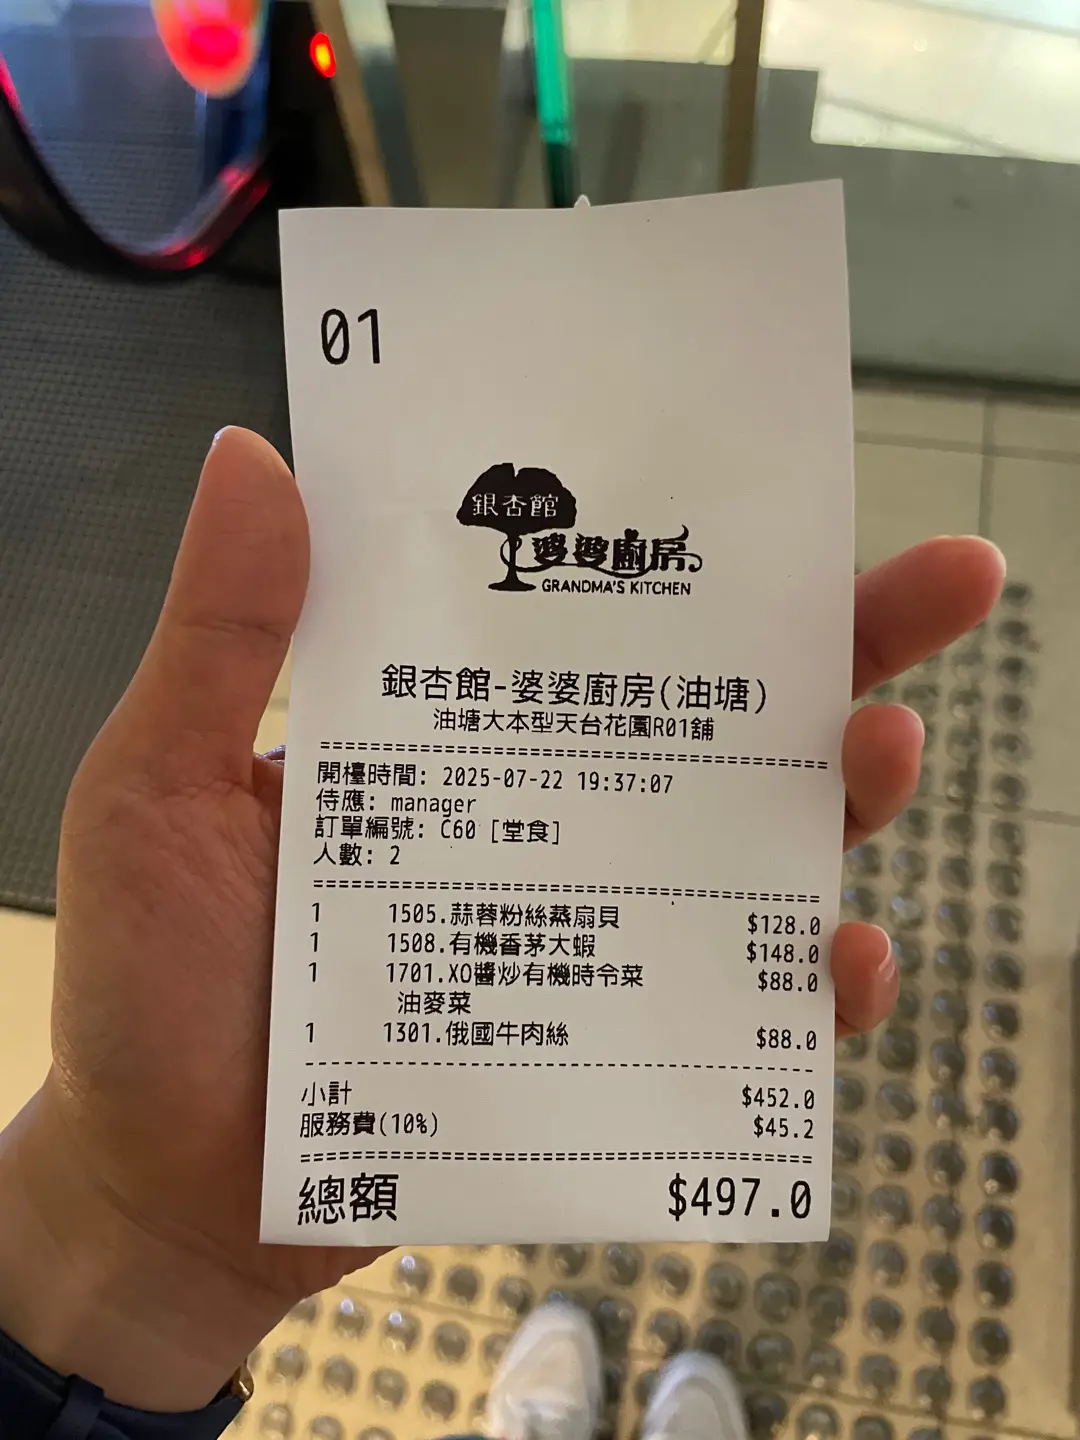 01
銀杏館
婆婆廚房
GRANDMA'S KITCHEN
銀杏館-婆婆廚房(油塘)
油塘大本型天台花園R01舖
開檯時間: 2025-07-22 19:37:07
侍應: manager
訂單編號: C60 [堂食]
人數: 2
1 1505.蒜蓉粉絲蒸扇貝 $128.0
1 1508.有機香茅大蝦 $148.0
1 1701.XO醬炒有機時令菜 $88.0
油麥菜
1 1301.俄國牛肉絲 $88.0
小計 $452.0
服務費(10%) $45.2
總額 $497.0